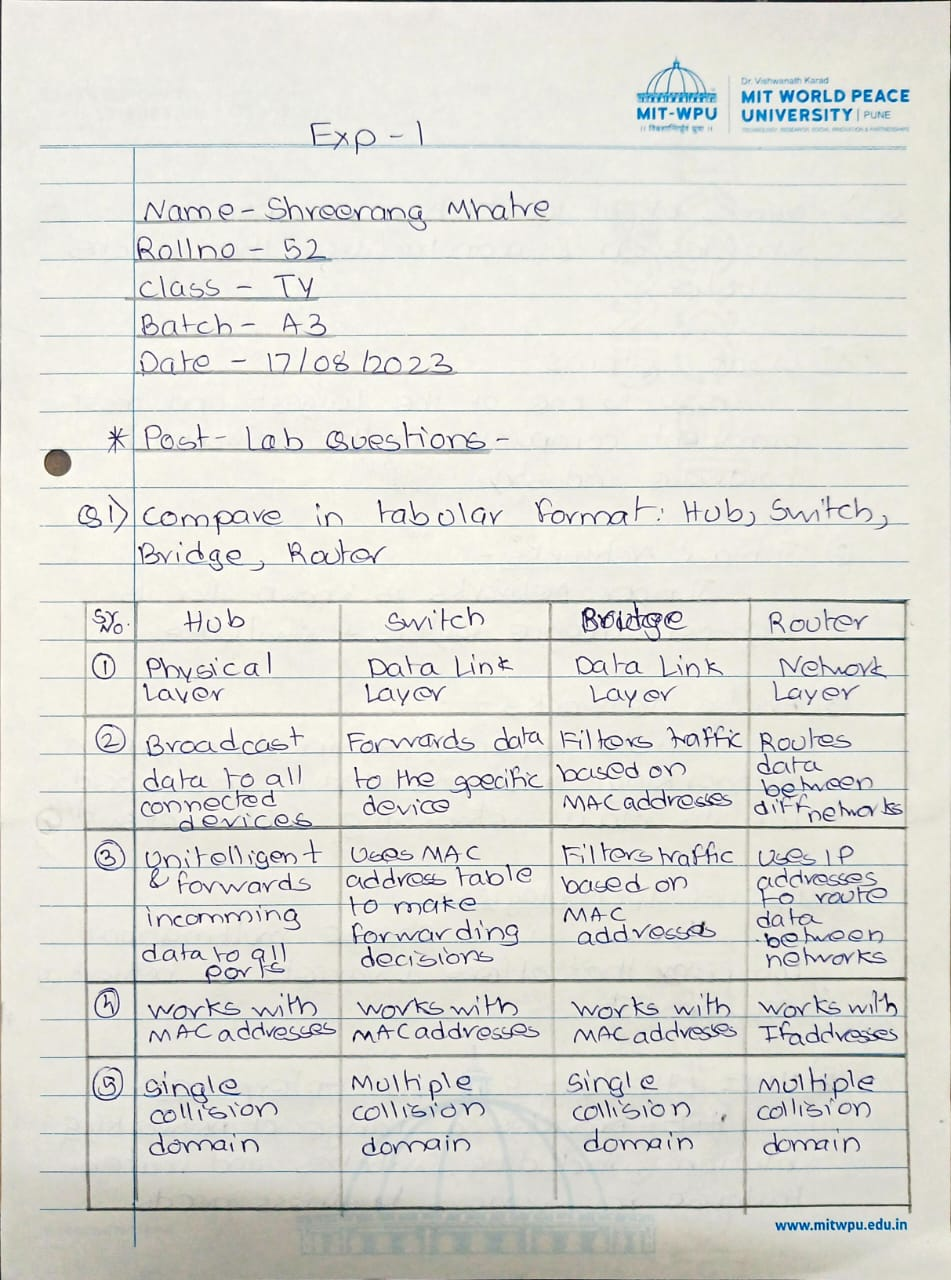 Dr. Vishwanath Karad
MIT WORLD PEACE
UNIVERSITY | PUNE
TECHNOLOGY, RESEARCH, SOCIAL INNOVATION & PARTNERSHIPS
MIT-WPU
|| विश्वशान्तिर्ध्रुवं ध्रुवा ||
Exp - 1
Name - Shreerang Mhatre
Rollno - 52
class - TY
Batch - A3
Date - 17/08/2023
* Post - Lab Questions -
Q1) Compare in tabular format: Hub, Switch,
Bridge, Router
Sr. No. Hub Switch Bridge Router
① Physical Layer Data Link Layer Data Link Layer Network Layer
② Broadcast data to all connected devices Forwards data to the specific device Filters traffic based on MAC addresses Routes data between diff networks
③ Unitelligent & forwards incomming data to all ports Uses MAC address table to make forwarding decisions Filters traffic based on MAC addresses Uses IP addresses to route data between networks
④ works with MAC addresses works with MAC addresses works with MAC addresses works with addresses
⑤ Single collision domain Multiple collision domain Single collision domain Multiple collision domain
www.mitwpu.edu.in